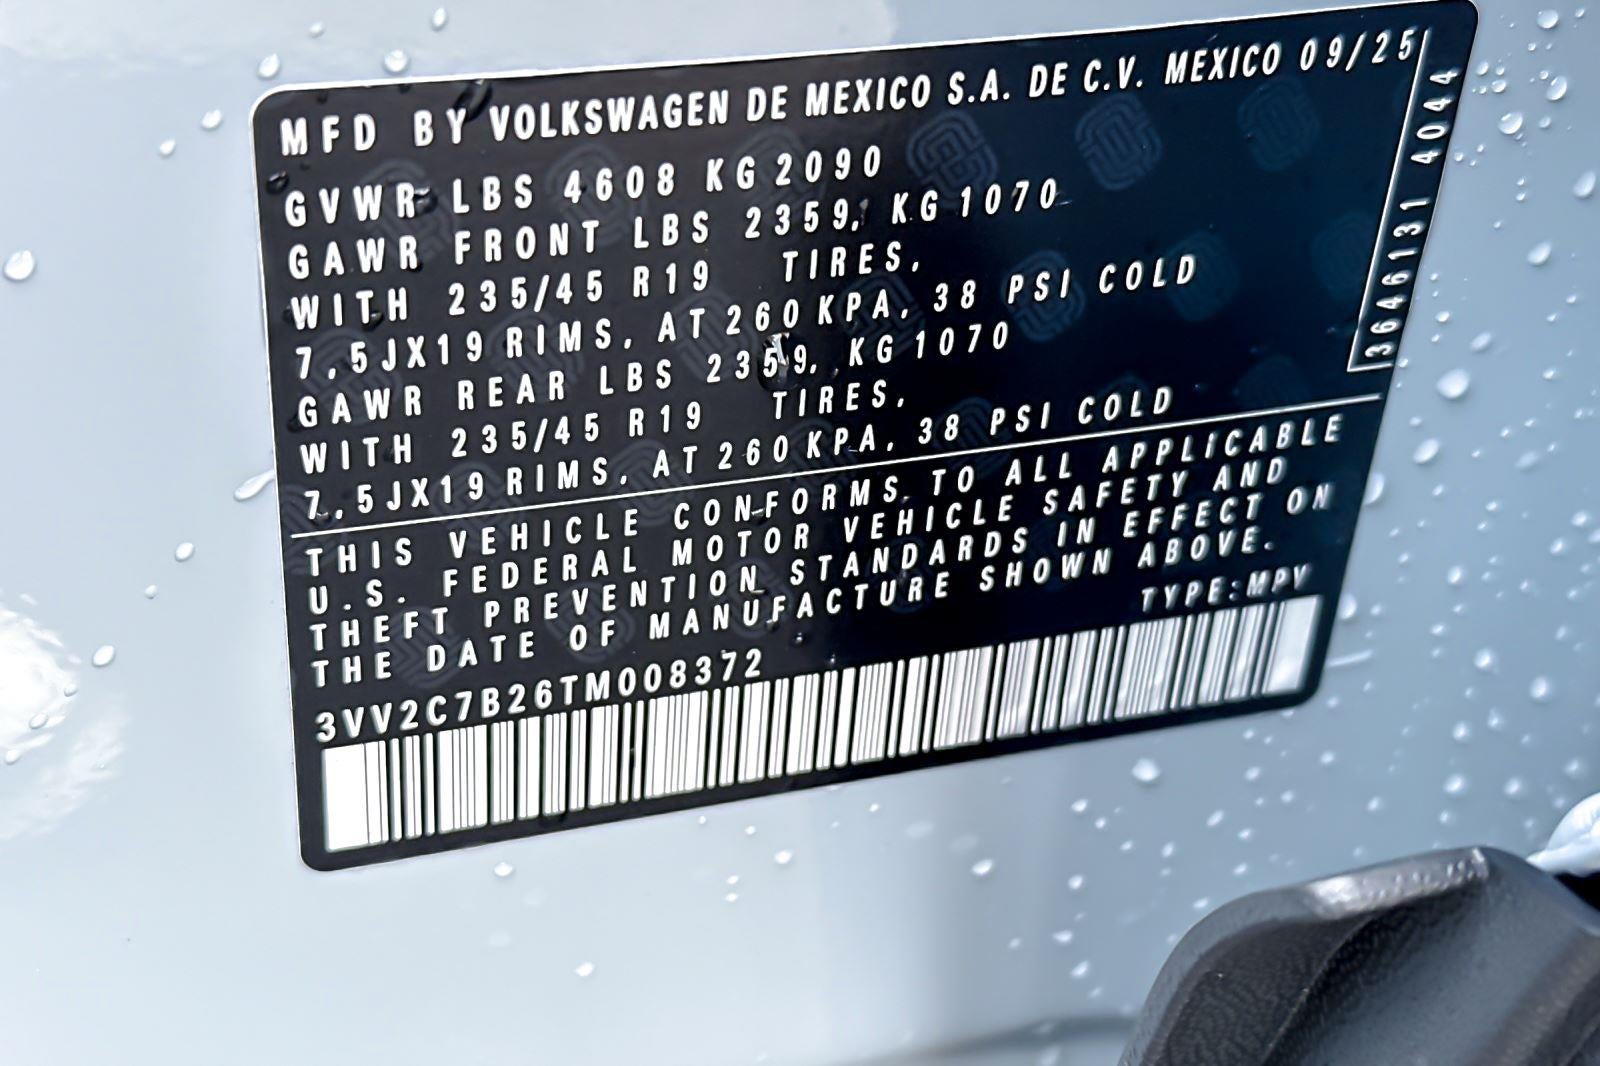 MFD BY VOLKSWAGEN DE MEXICO S.A. DE C.V. MEXICO 09/25
GVWR LBS 4608 KG 2090
GAWR FRONT LBS 2359, KG 1070
WITH 235/45 R19 TIRES,
7,5JX19 RIMS, AT 260 KPA, 38 PSI COLD
GAWR REAR LBS 2359, KG 1070
WITH 235/45 R19 TIRES,
7,5JX19 RIMS, AT 260 KPA, 38 PSI COLD
3646131 4044
THIS VEHICLE CONFORMS TO ALL APPLICABLE
U.S. FEDERAL MOTOR VEHICLE SAFETY AND
THEFT PREVENTION STANDARDS IN EFFECT ON
THE DATE OF MANUFACTURE SHOWN ABOVE.
TYPE:MPV
3VV2C7B26TM008372